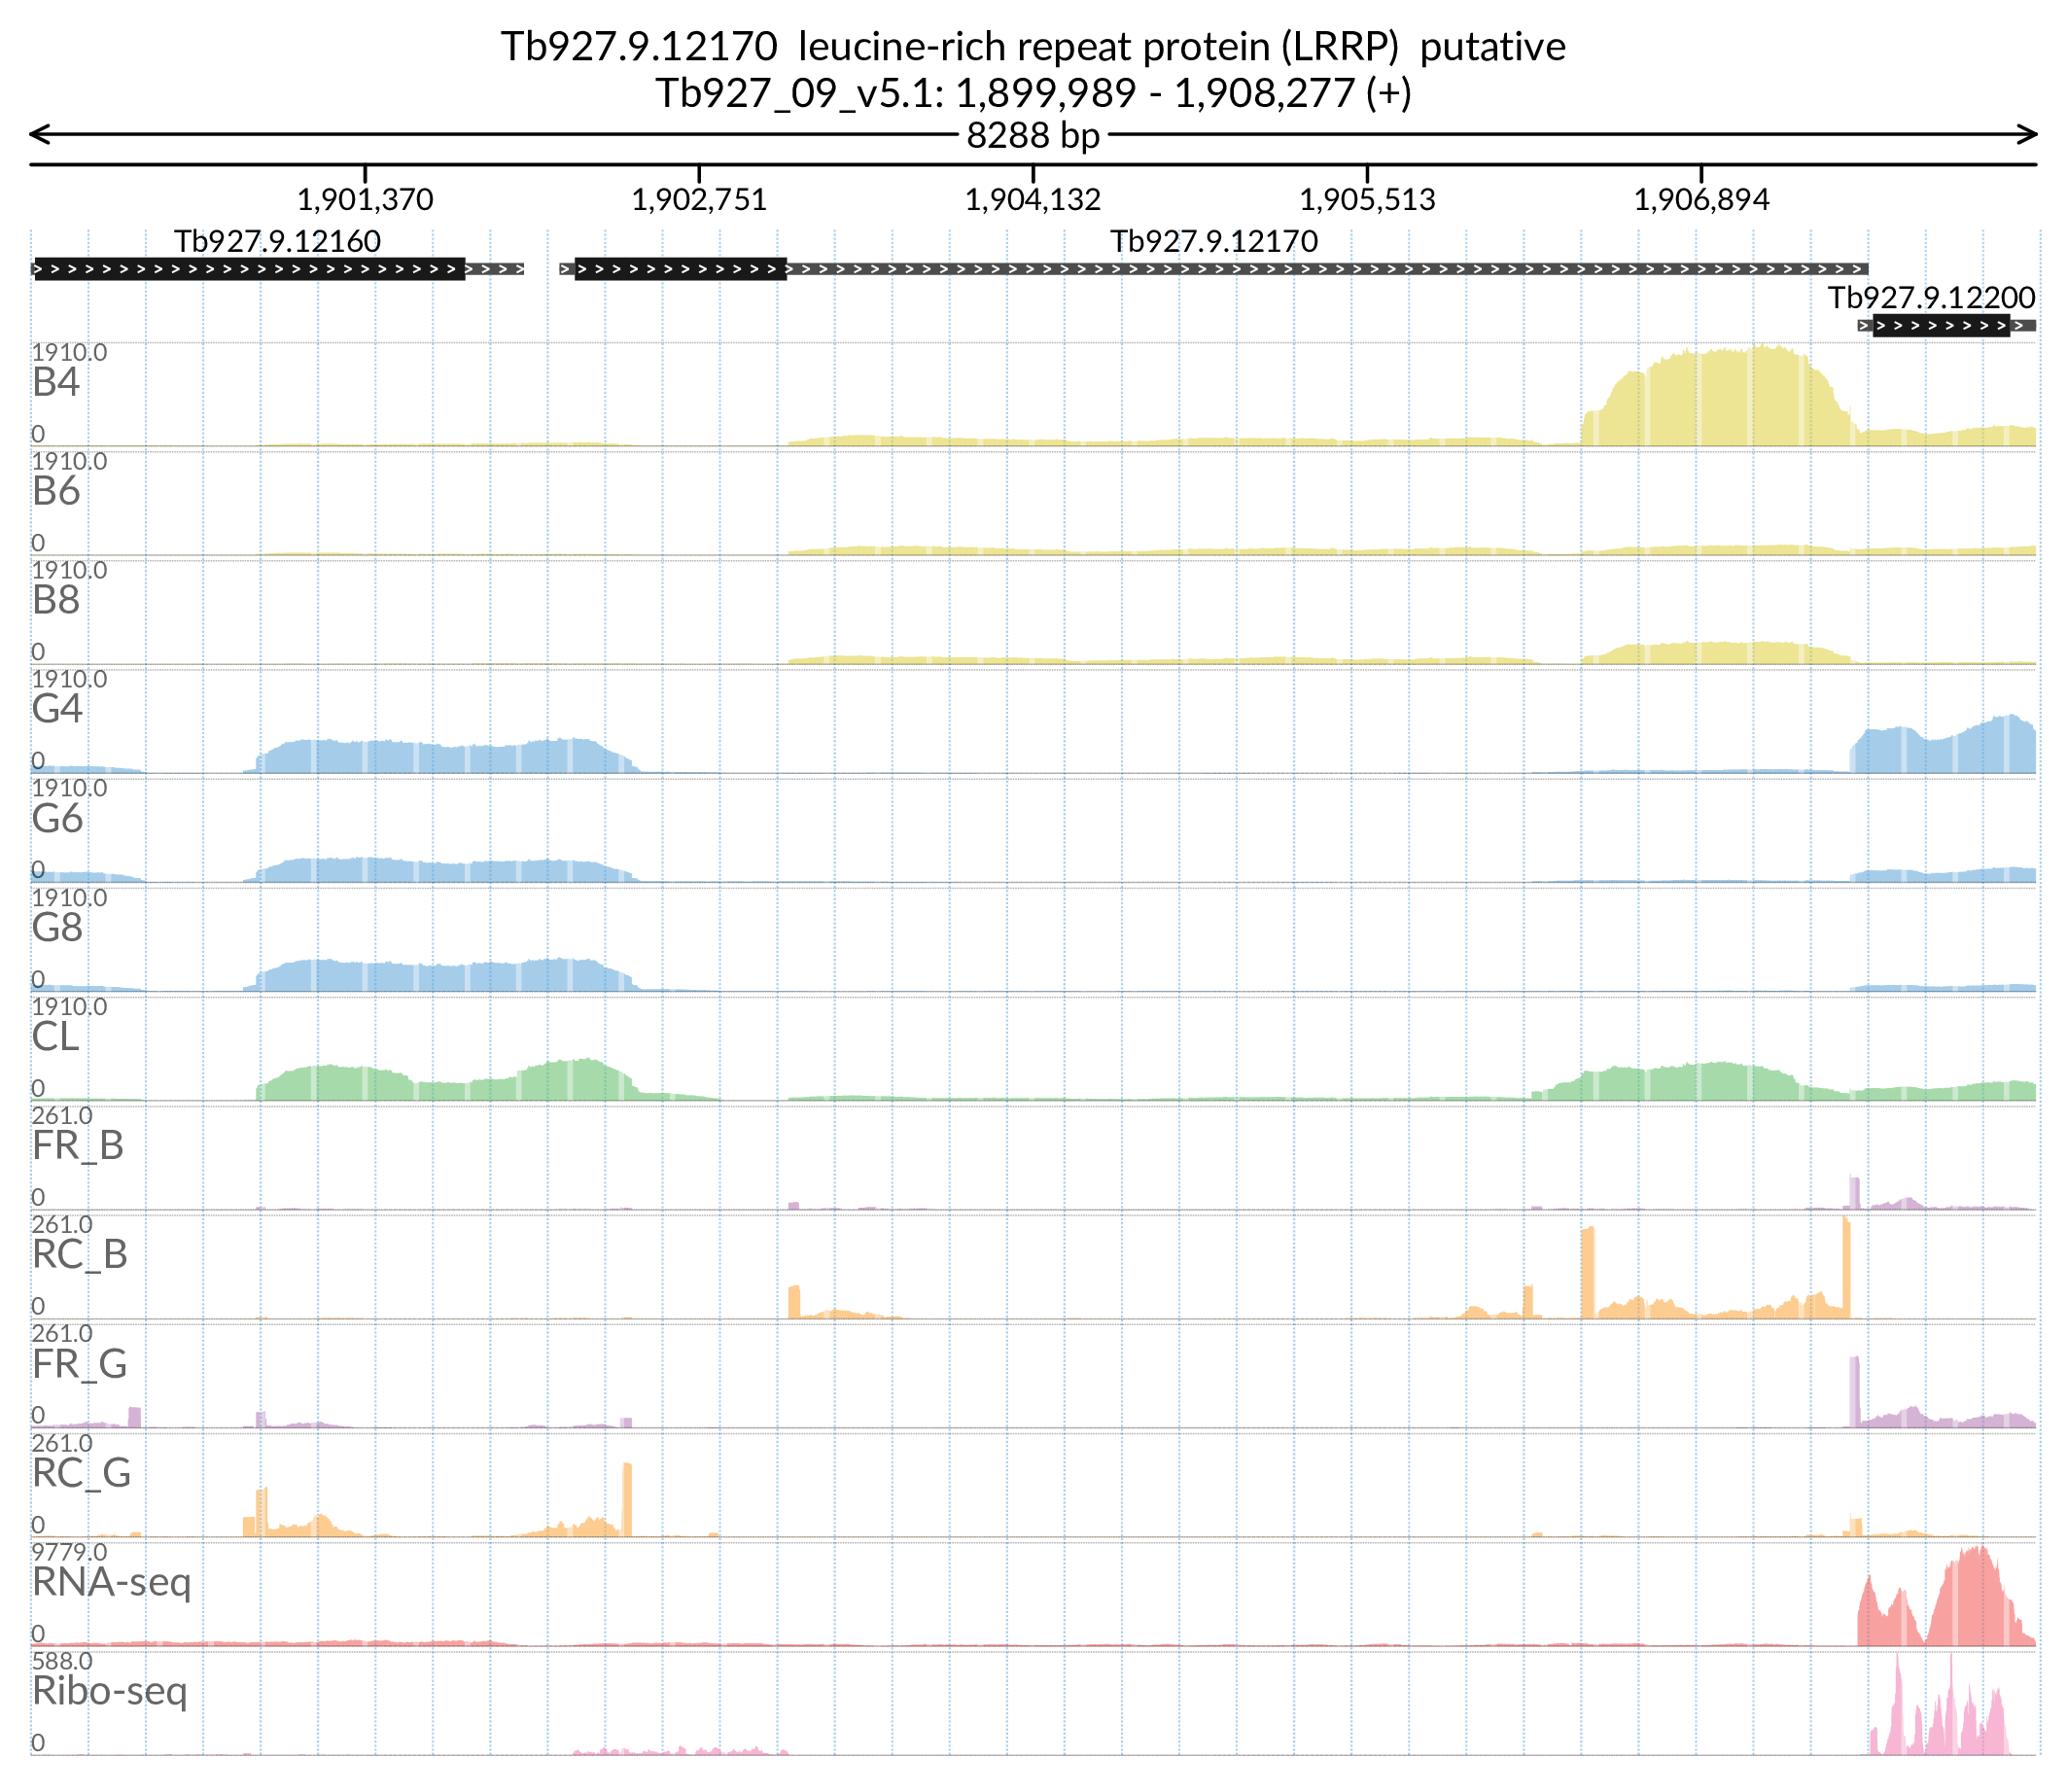 Tb927.9.12170 leucine-rich repeat protein (LRRP) putative
Tb927_09_v5.1: 1,899,989 - 1,908,277 (+)
8288 bp
1,901,370 1,902,751 1,904,132 1,905,513 1,906,894
Tb927.9.12160 Tb927.9.12170
Tb927.9.12200
1910.0
B4
0
1910.0
B6
0
1910.0
B8
0
1910.0
G4
0
1910.0
G6
0
1910.0
G8
0
1910.0
CL
0
261.0
FR_B
0
261.0
RC_B
0
261.0
FR_G
0
261.0
RC_G
0
9779.0
RNA-seq
0
588.0
Ribo-seq
0